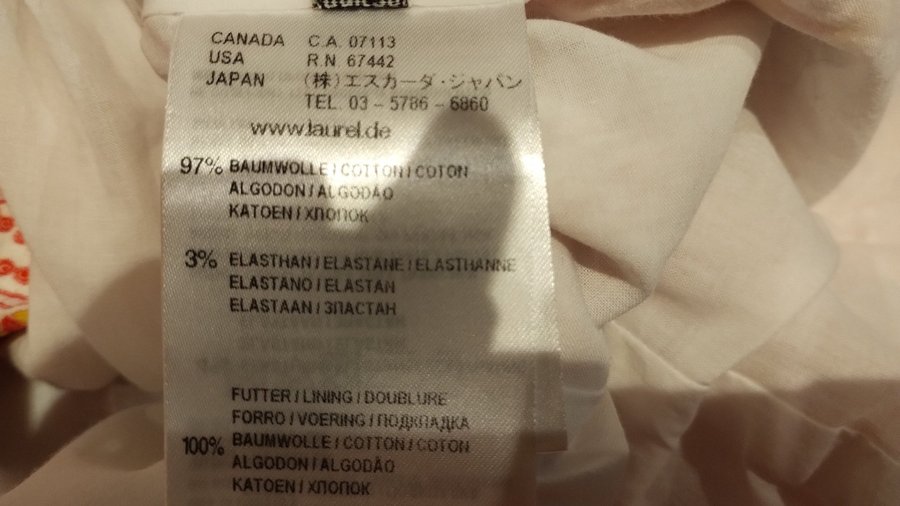 CANADA C.A. 07113
USA R.N. 67442
JAPAN (株)エスカーダ・ジャパン
TEL. 03 - 5786 - 6860
www.laurel.de
97% BAUMWOLLE / COTTON / COTON
ALGODON / ALGODÃO
KATOEN / ХЛОПОК
3% ELASTHAN / ELASTANE / ELASTHANNE
ELASTANO / ELASTAN
ELASTAAN / ЗЛАСТАН
FUTTER / LINING / DOUBLURE
FORRO / VOERING / ПОДКЛАДКА
100% BAUMWOLLE / COTTON / COTON
ALGODON / ALGODÃO
KATOEN / ХЛОПОК